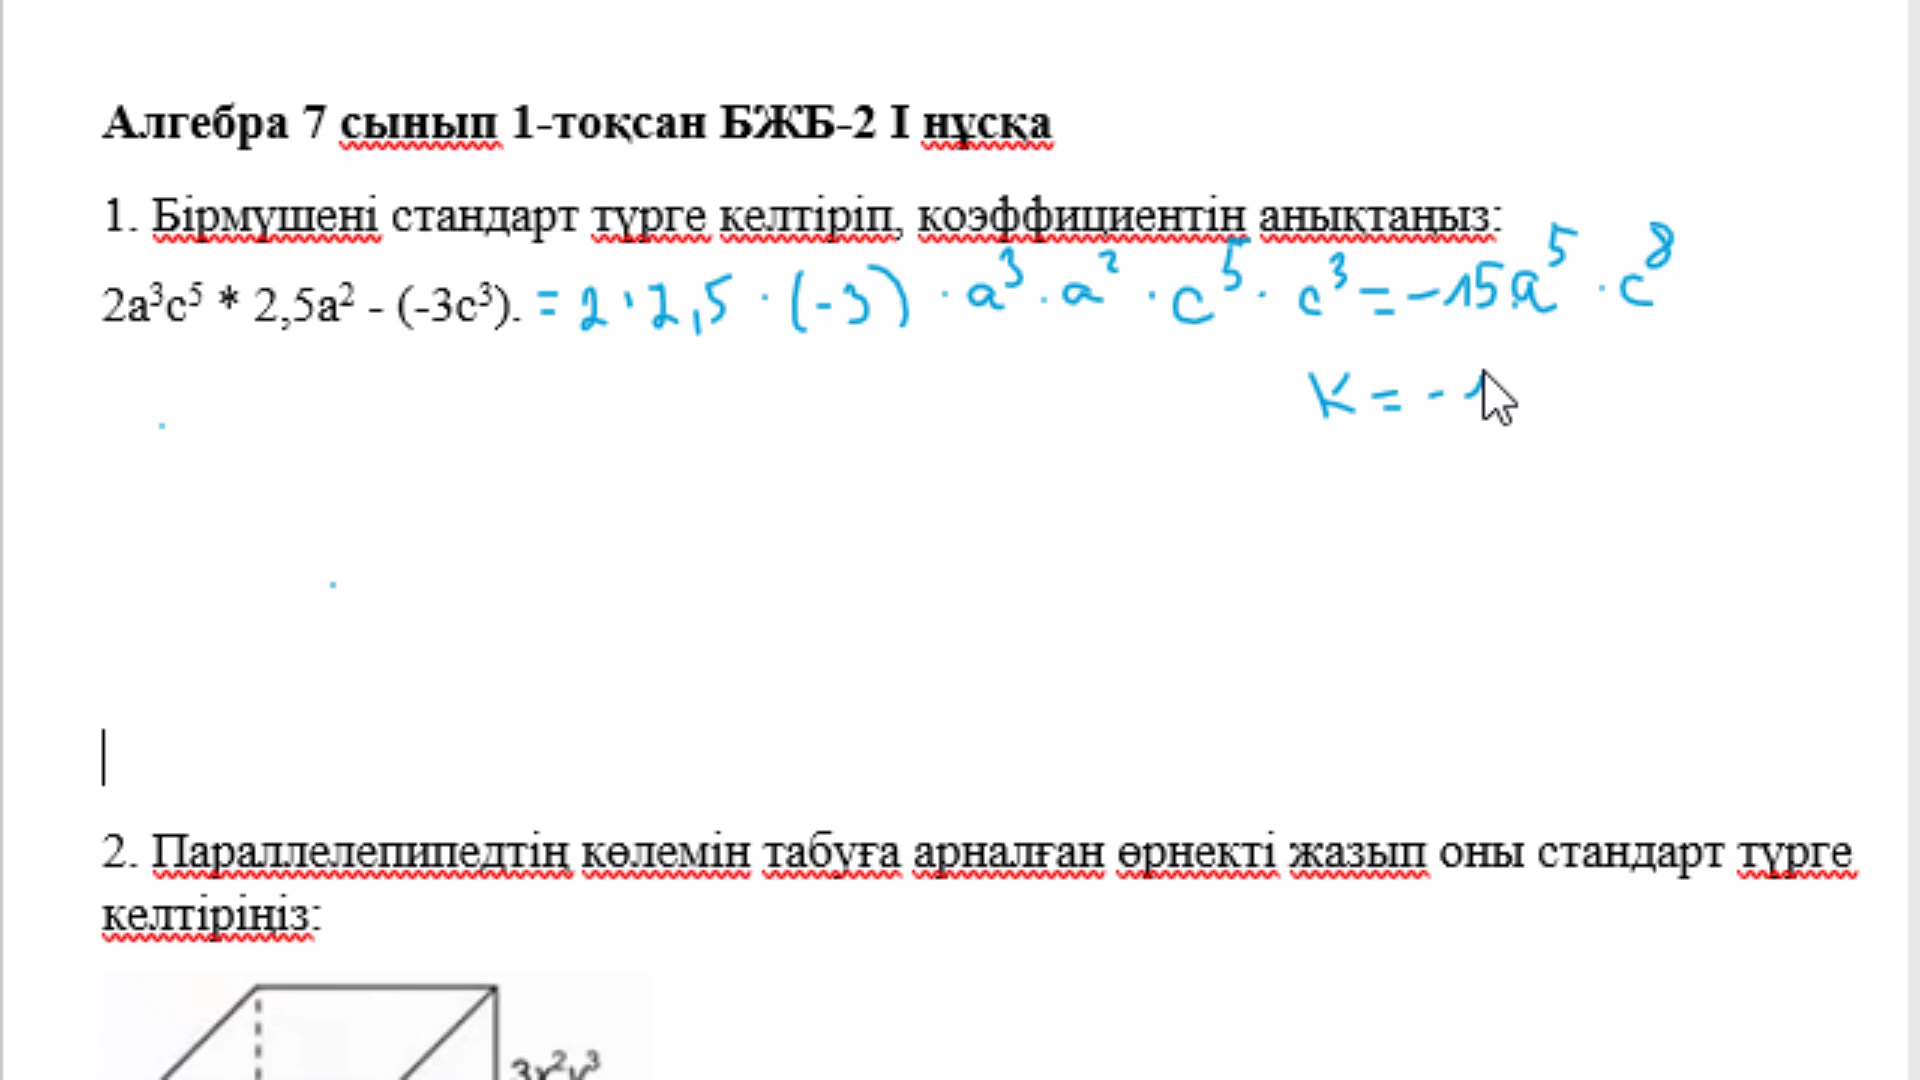 Алгебра 7 сынып 1-тоқсан БЖБ-2 І нұсқа
1. Бірмүшені стандарт түрге келтіріп, коэффициентін анықтаңыз:
2a³c⁵ * 2,5a² - (-3c³). = 2 · 2,5 · (-3) · a³ · a² · c⁵ · c³ = -15a⁵ · c⁸
K = - 1
2. Параллелепипедтің көлемін табуға арналған өрнекті жазып оны стандарт түрге
келтіріңіз:
3x²y³